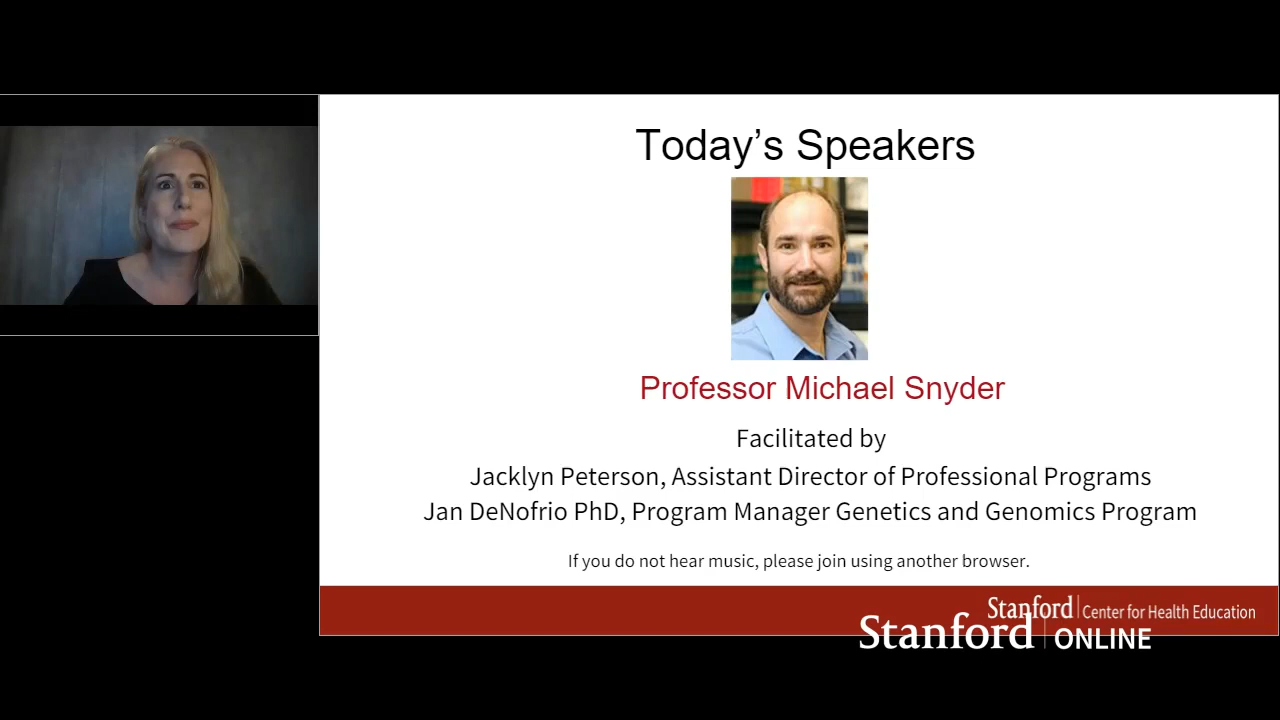 Today's Speakers
Professor Michael Snyder
Facilitated by
Jacklyn Peterson, Assistant Director of Professional Programs
Jan DeNofrio PhD, Program Manager Genetics and Genomics Program
If you do not hear music, please join using another browser.
Stanford Center for Health Education
Stanford ONLINE